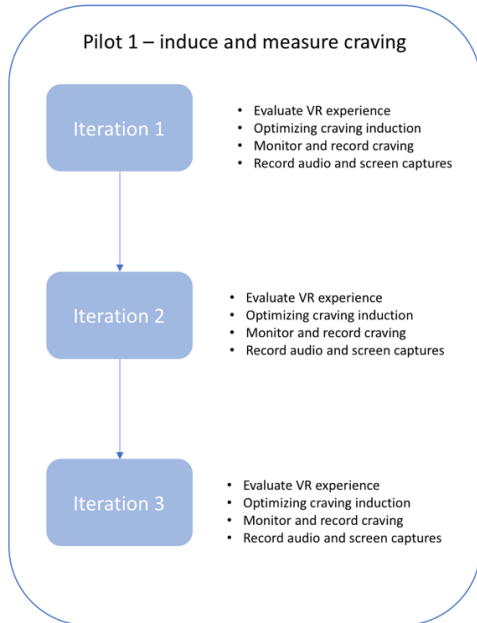 Pilot 1 – induce and measure craving
Iteration 1
• Evaluate VR experience
• Optimizing craving induction
• Monitor and record craving
• Record audio and screen captures
Iteration 2
• Evaluate VR experience
• Optimizing craving induction
• Monitor and record craving
• Record audio and screen captures
Iteration 3
• Evaluate VR experience
• Optimizing craving induction
• Monitor and record craving
• Record audio and screen captures